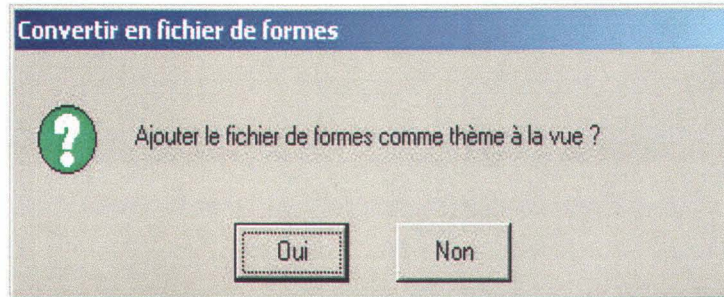 Convertir en fichier de formes
Ajouter le fichier de formes comme thème à la vue ?
Oui
Non